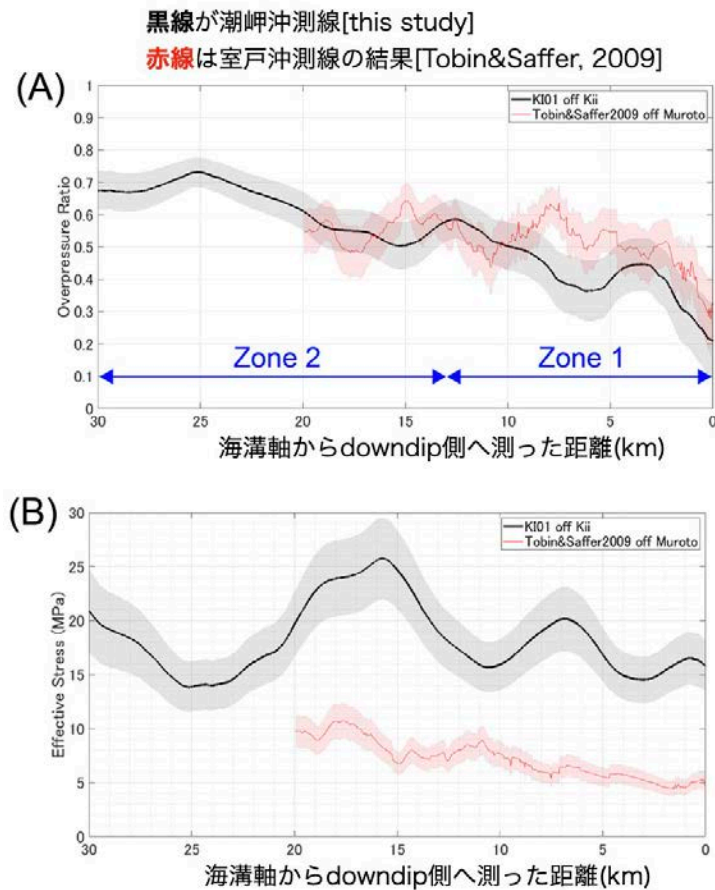 黒線が潮岬沖測線[this study]
赤線は室戸沖測線の結果[Tobin&Saffer, 2009]
(A)
KI01 off Kii
Tobin&Saffer2009 off Muroto
Overpressure Ratio
1
0.9
0.8
0.7
0.6
0.5
0.4
0.3
0.2
0.1
0
Zone 2
Zone 1
30 25 20 15 10 5 0
海溝軸からdowndip側へ測った距離(km)
(B)
KI01 off Kii
Tobin&Saffer2009 off Muroto
Effective Stress (MPa)
30
25
20
15
10
5
0
30 25 20 15 10 5 0
海溝軸からdowndip側へ測った距離(km)